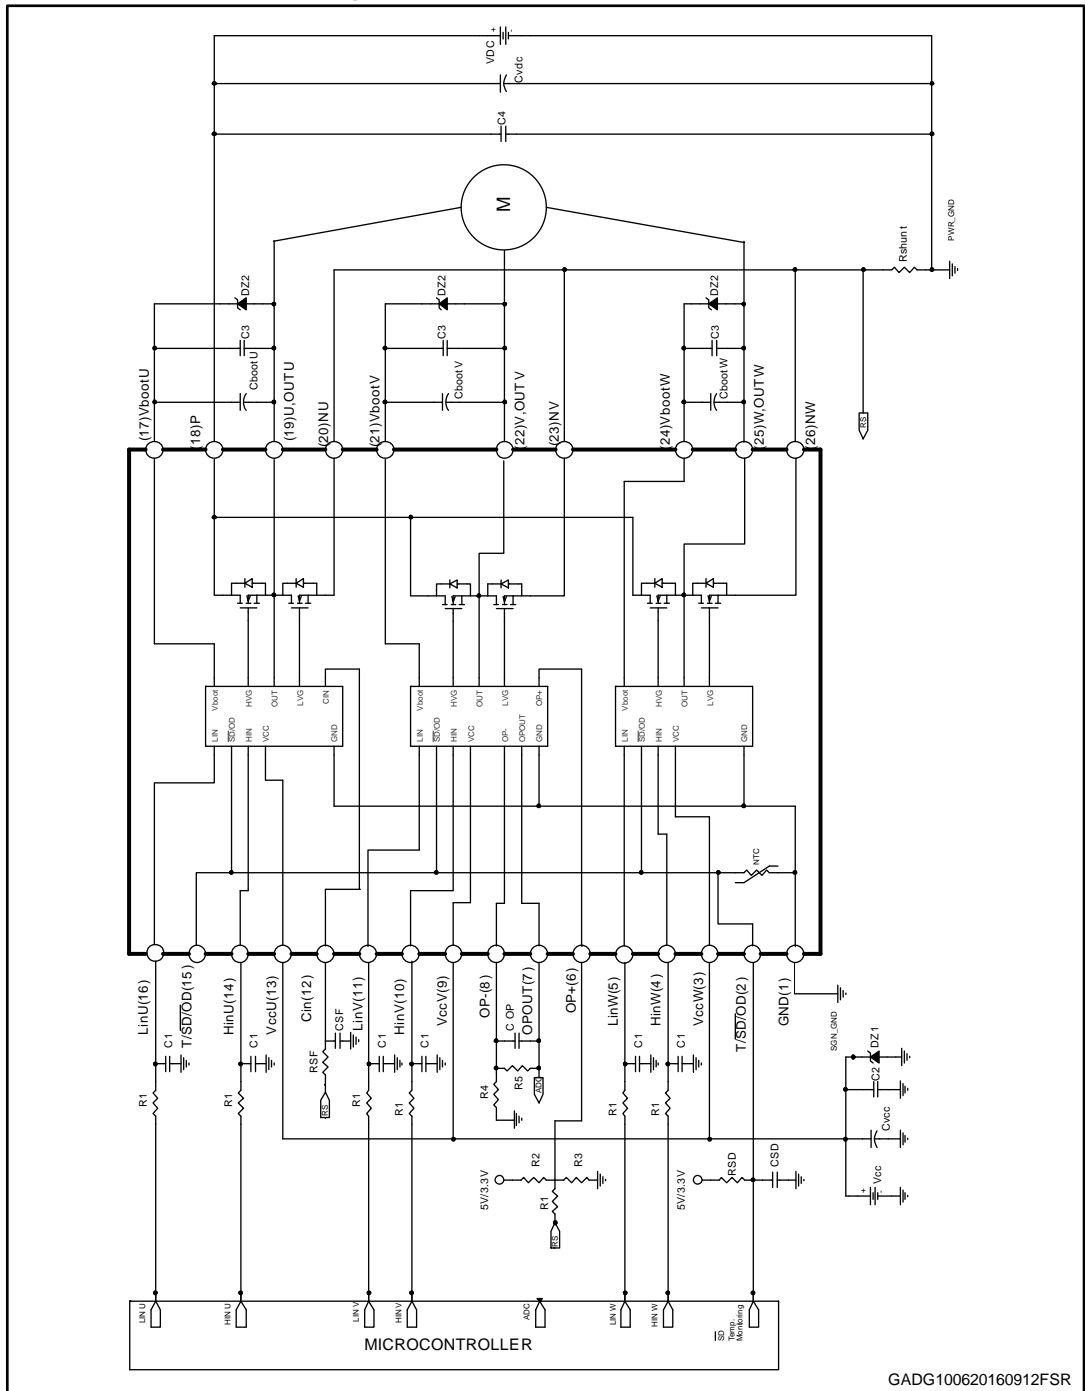 VDC
+
-
Cvdc
C4
M
Rshunt
PWR_GND
DZ2
C3
Cboot U
DZ2
C3
Cboot V
DZ2
C3
Cboot W
RS
(17)VbootU
(18)P
(19)U,OUTU
(20)NU
(21)VbootV
(22)V,OUT V
(23)NV
(24)VbootW
(25)W,OUT W
(26)NW
Vboot
HVG
OUT
LVG
CIN
LIN
SD/OD
HIN
VCC
GND
Vboot
HVG
OUT
LVG
OP+
LIN
SD/OD
HIN
VCC
OP-
OPOUT
GND
Vboot
HVG
OUT
LVG
LIN
SD/OD
HIN
VCC
GND
NTC
LinU(16)
T/SD/OD(15)
HinU(14)
VccU(13)
Cin(12)
LinV(11)
HinV(10)
VccV(9)
OP-(8)
OPOUT(7)
OP+(6)
LinW(5)
HinW(4)
VccW(3)
T/SD/OD(2)
GND(1)
SGN_GND
C1
C1
CSF
C1
C1
C OP
C1
C1
DZ1
R1
R1
RSF
RS
R1
R1
R4
R5
ADC
R1
R1
C2
Cvcc
Vcc
+
-
5V/3.3V
R2
R3
R1
RS
5V/3.3V
RSD
CSD
LIN U
HIN U
LIN V
HIN V
ADC
LIN W
HIN W
SD
Temp.
Monitoring
MICROCONTROLLER
GADG100620160912FSR